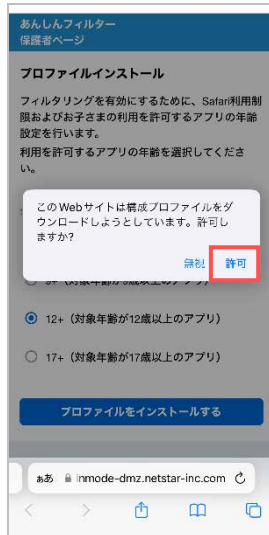 あんしんフィルター
保護者ページ
プロファイルインストール
フィルタリングを有効にするために、Safari利用制
限およびお子さまの利用を許可するアプリの年齢
設定を行います。
利用を許可するアプリの年齢を選択してくださ
い。
このWebサイトは構成プロファイルをダ
ウンロードしようとしています。許可し
ますか?
無視 許可
12+（対象年齢が12歳以上のアプリ）
17+（対象年齢が17歳以上のアプリ）
プロファイルをインストールする
ぁあ inmode-dmz.netstar-inc.com